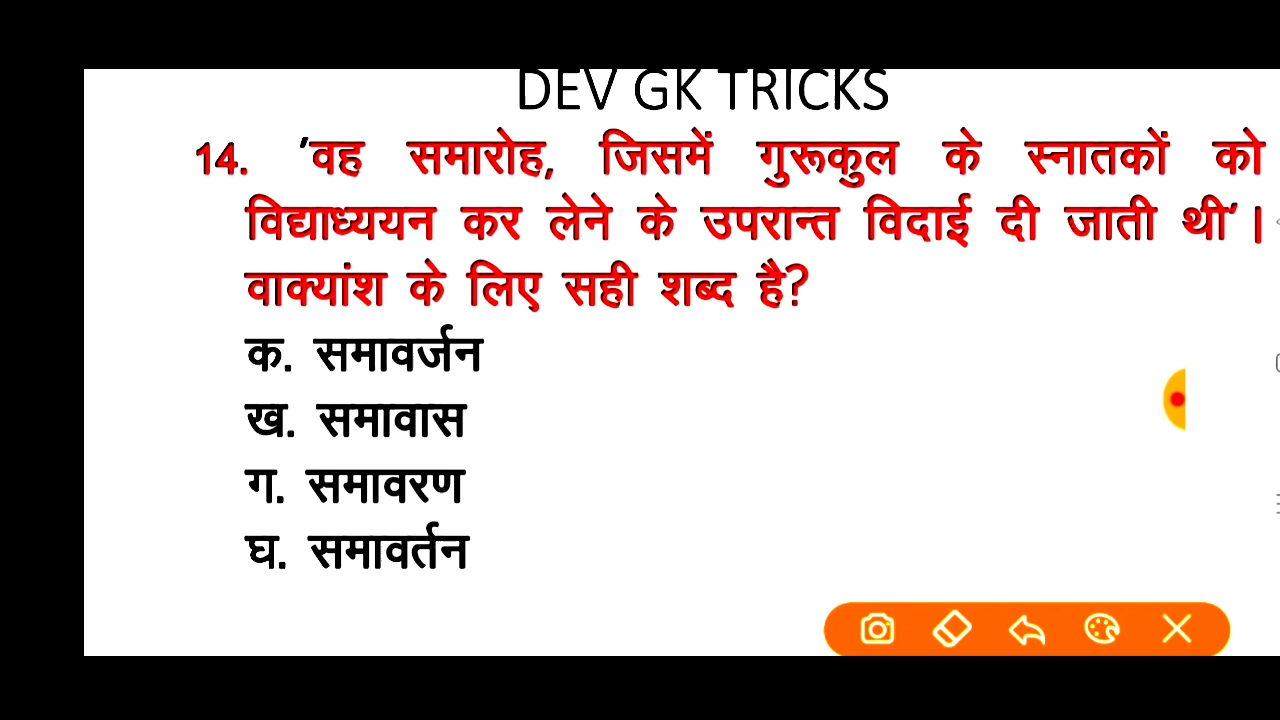 DEV GK TRICKS
14. 'वह समारोह, जिसमें गुरूकुल के स्नातकों को
विद्याध्ययन कर लेने के उपरान्त विदाई दी जाती थी'।
वाक्यांश के लिए सही शब्द है?
क. समावर्जन
ख. समावास
ग. समावरण
घ. समावर्तन